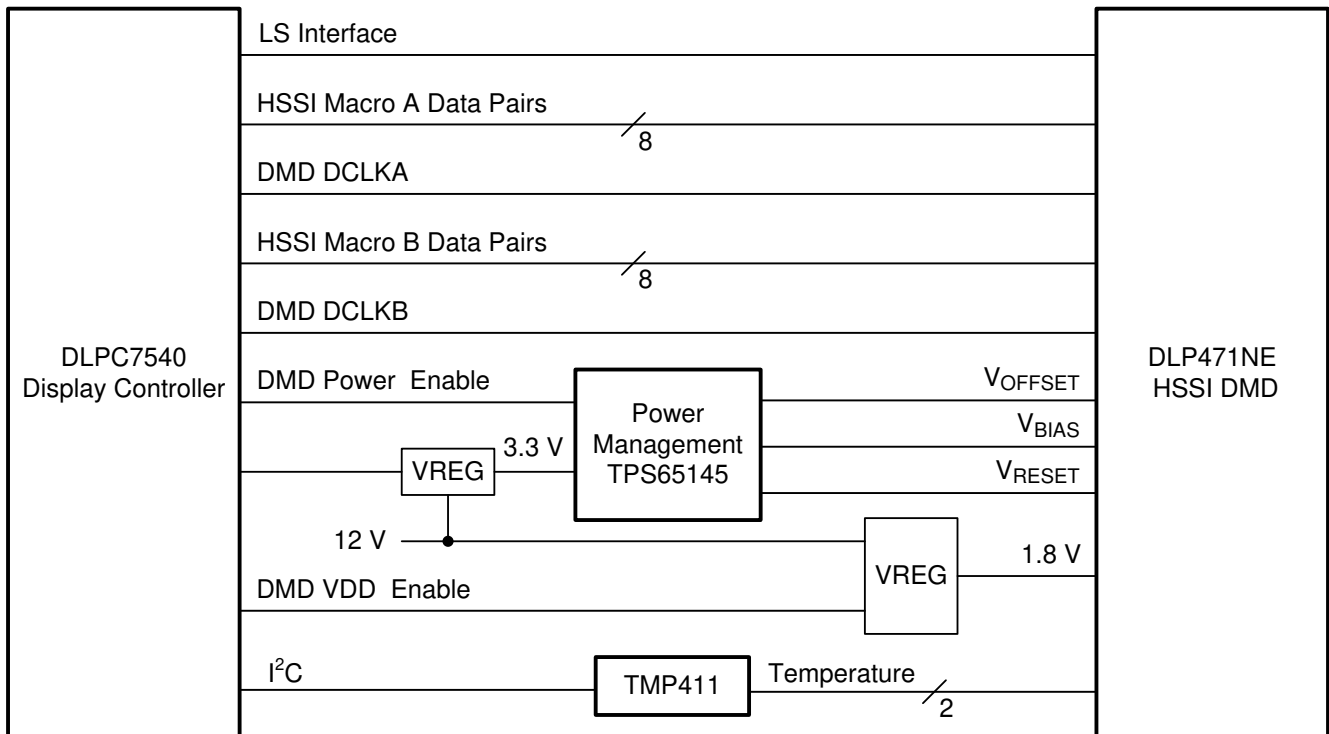 LS Interface
HSSI Macro A Data Pairs
8
DMD DCLKA
HSSI Macro B Data Pairs
8
DMD DCLKB
DLPC7540
Display Controller
DLP471NE
HSSI DMD
DMD Power Enable
Power
Management
TPS65145
VOFFSET
VBIAS
VRESET
VREG
3.3 V
12 V
VREG
1.8 V
DMD VDD Enable
I²C
TMP411
Temperature
2